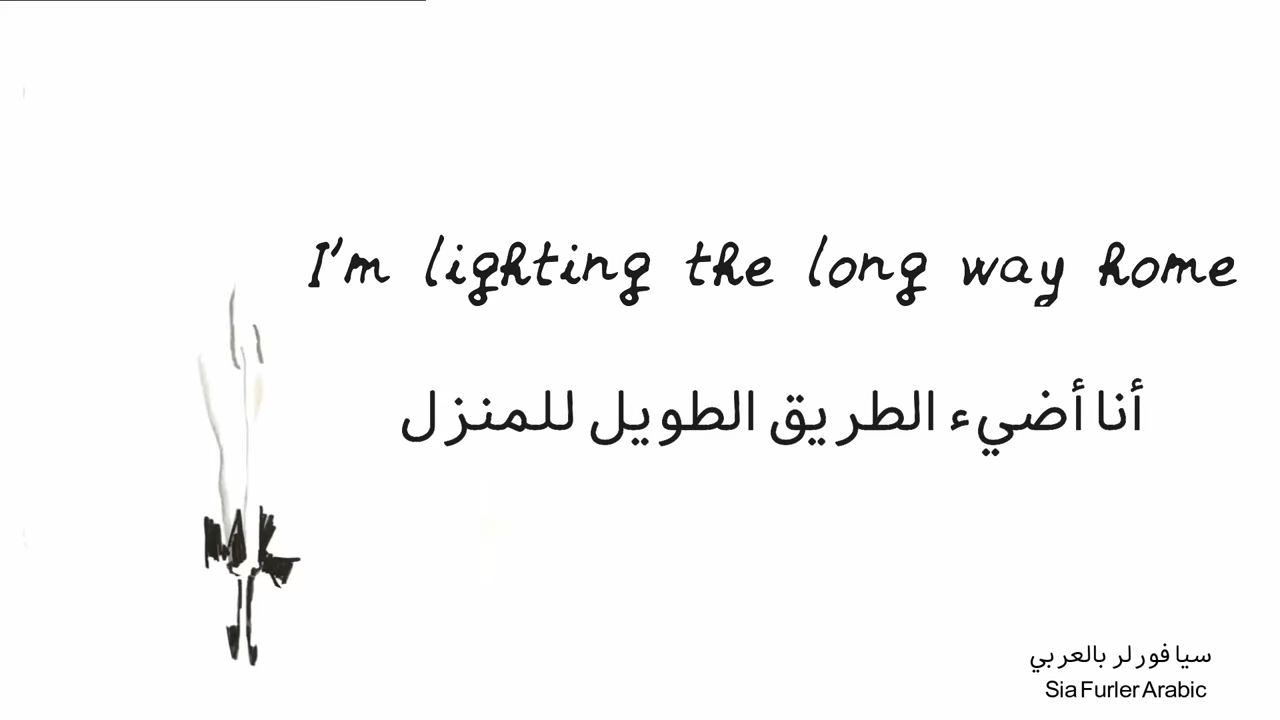 I'm lighting the long way home
أنا أضيء الطريق الطويل للمنزل
سيا فورلر بالعربي
Sia Furler Arabic